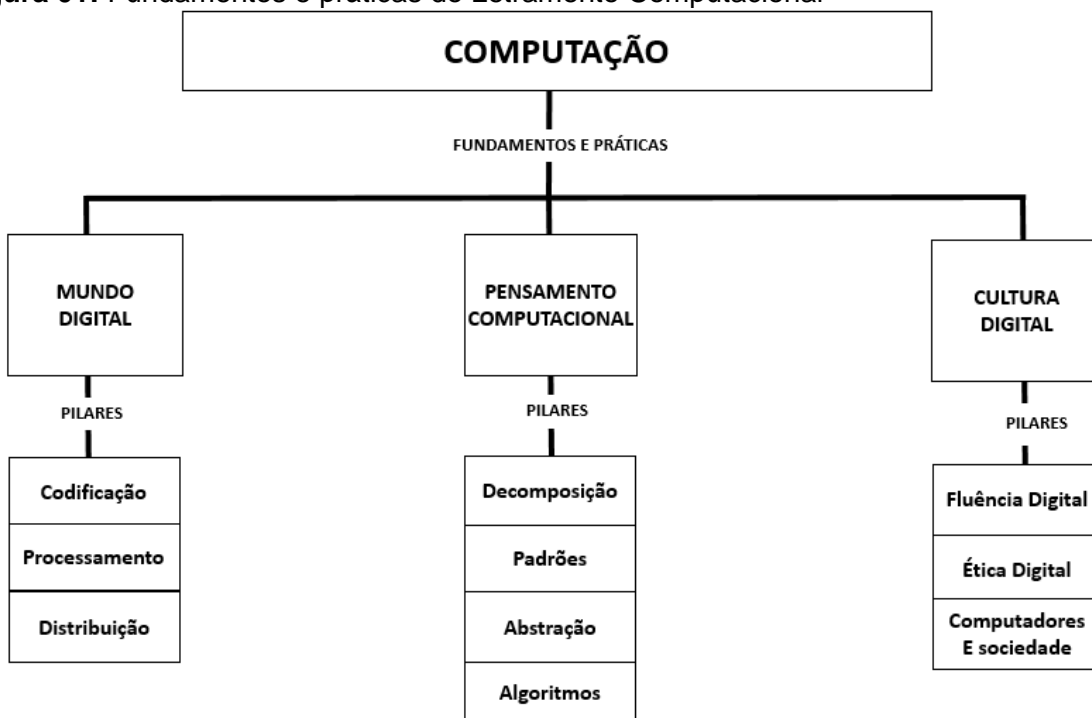 COMPUTAÇÃO
FUNDAMENTOS E PRÁTICAS
MUNDO
DIGITAL
PILARES
Codificação
Processamento
Distribuição
PENSAMENTO
COMPUTACIONAL
PILARES
Decomposição
Padrões
Abstração
Algoritmos
CULTURA
DIGITAL
PILARES
Fluência Digital
Ética Digital
Computadores
E sociedade